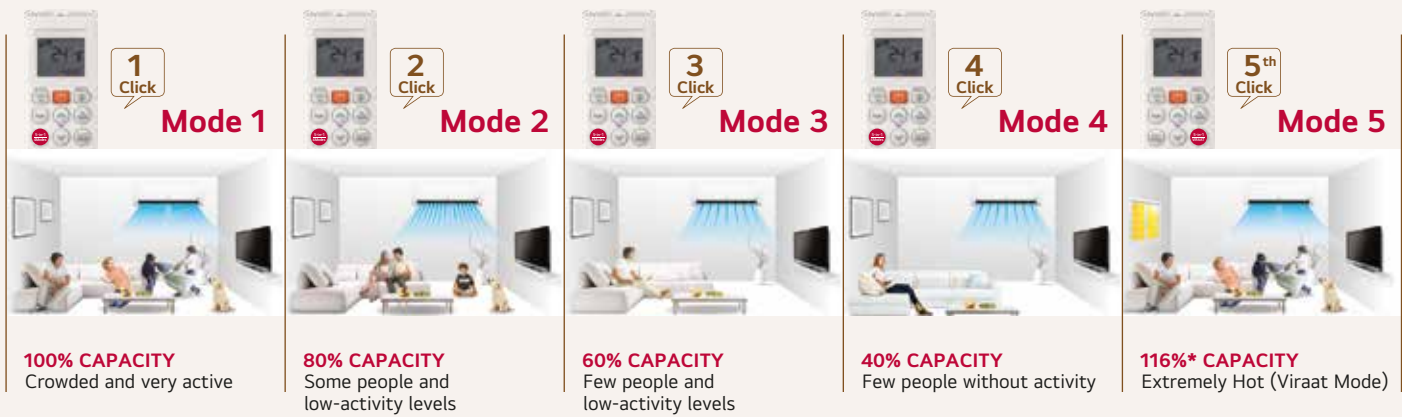 1
Click
Mode 1
100% CAPACITY
Crowded and very active
2
Click
Mode 2
80% CAPACITY
Some people and
low-activity levels
3
Click
Mode 3
60% CAPACITY
Few people and
low-activity levels
4
Click
Mode 4
40% CAPACITY
Few people without activity
5th
Click
Mode 5
116%* CAPACITY
Extremely Hot (Viraat Mode)